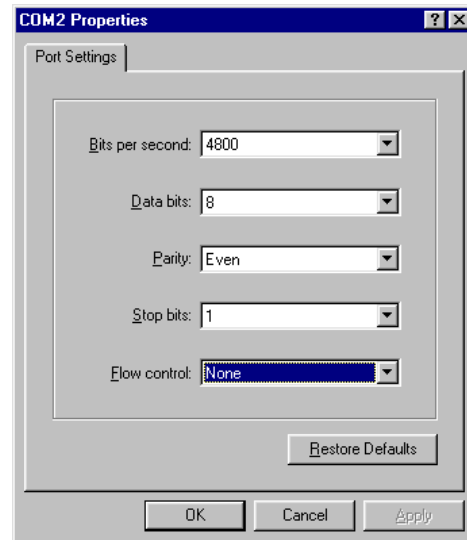 COM2 Properties
Port Settings
Bits per second: 4800
Data bits: 8
Parity: Even
Stop bits: 1
Flow control: None
Restore Defaults
OK Cancel Apply